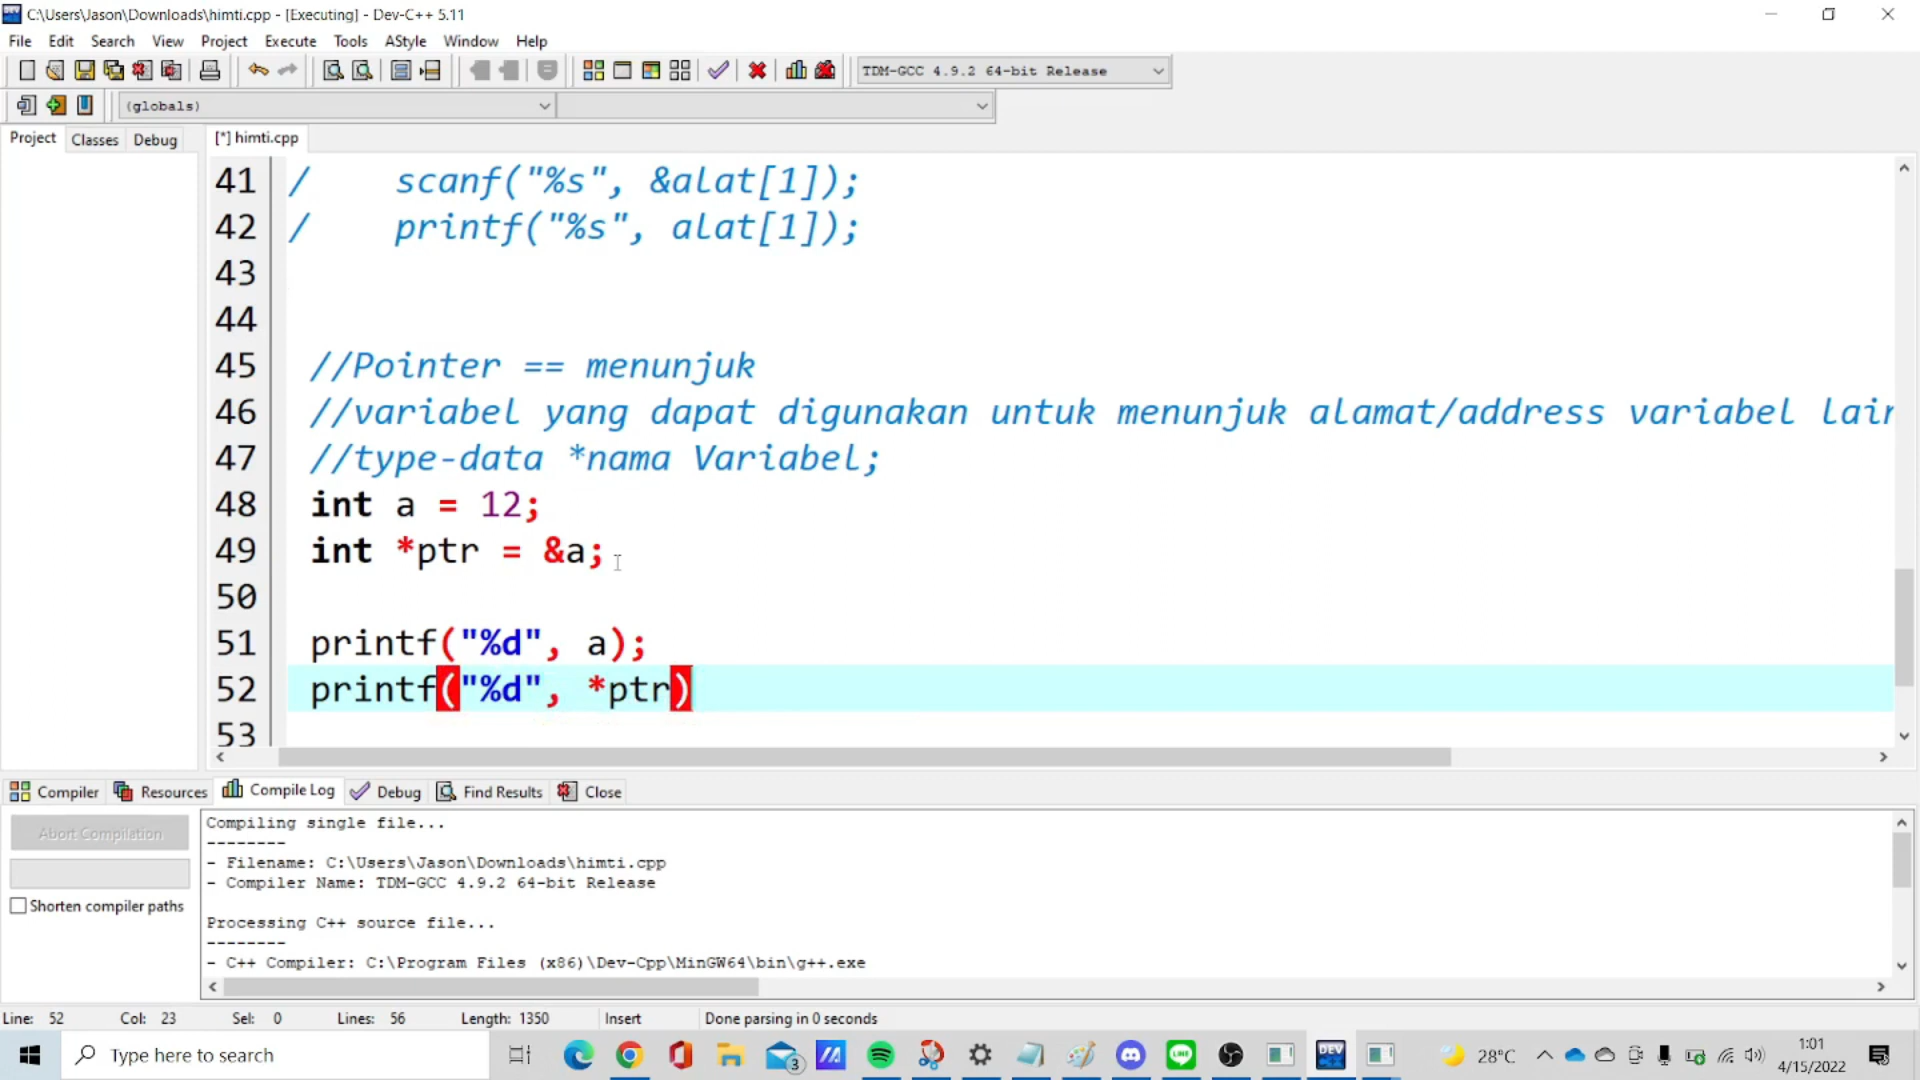 C:\Users\Jason\Downloads\himti.cpp - [Executing] - Dev-C++ 5.11
File Edit Search View Project Execute Tools AStyle Window Help
TDM-GCC 4.9.2 64-bit Release
(globals)
Project Classes Debug [*] himti.cpp
41 / scanf("%s", &alat[1]);
42 / printf("%s", alat[1]);
43
44
45 //Pointer == menunjuk
46 //variabel yang dapat digunakan untuk menunjuk alamat/address variabel lain
47 //type-data *nama Variabel;
48 int a = 12;
49 int *ptr = &a;
50
51 printf("%d", a);
52 printf("%d", *ptr)
53
Compiler Resources Compile Log Debug Find Results Close
Abort Compilation
Shorten compiler paths
Compiling single file...
--------
- Filename: C:\Users\Jason\Downloads\himti.cpp
- Compiler Name: TDM-GCC 4.9.2 64-bit Release
Processing C++ source file...
--------
- C++ Compiler: C:\Program Files (x86)\Dev-Cpp\MinGW64\bin\g++.exe
Line: 52 Col: 23 Sel: 0 Lines: 56 Length: 1350 Insert Done parsing in 0 seconds
Type here to search
3
DEV
LINE
28°C
1:01
4/15/2022